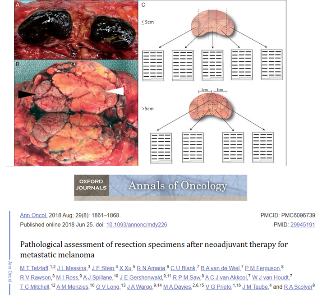 A
B
C
≤5cm
>5cm
OXFORD
JOURNALS
Annals of Oncology
Ann Oncol. 2018 Aug; 29(8): 1861–1868.
PMCID: PMC6096739
Published online 2018 Jun 25. doi: 10.1093/annonc/mdy226
PMID: 29945191
Pathological assessment of resection specimens after neoadjuvant therapy for
metastatic melanoma
M T Tetzlaff, J L Messina, J E Stein, X Xu, R N Amaria, C U Blank, B A van de Wiel, P M Ferguson,
R V Rawson, M I Ross, A J Spillane, J E Gershenwald, R P M Saw, A C J van Akkooi, W J van Houdt,
T C Mitchell, A M Menzies, G V Long, J A Wargo, M A Davies, V G Prieto, J M Taube, and R A Scolyer